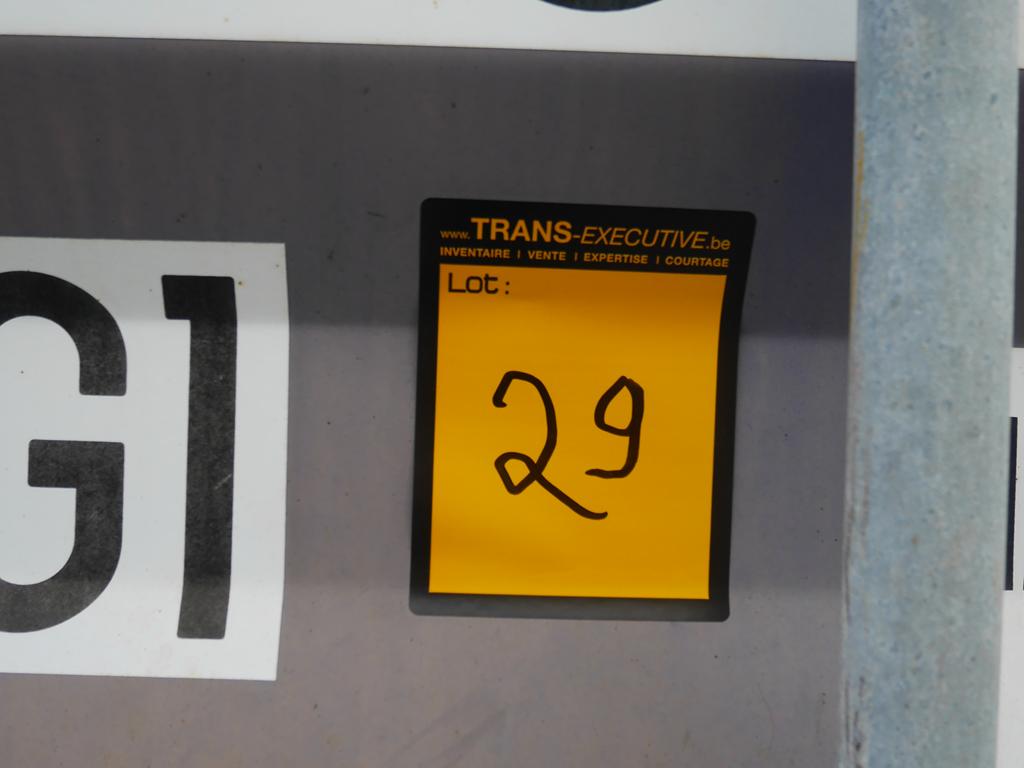 www.TRANS-EXECUTIVE.be
INVENTAIRE | VENTE | EXPERTISE | COURTAGE
Lot:
29
G1